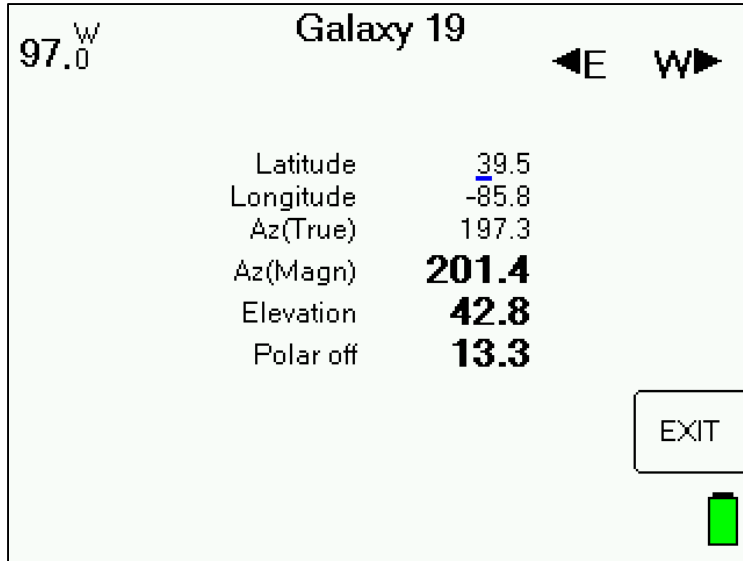 97.0 W
Galaxy 19
E W
Latitude 39.5
Longitude -85.8
Az(True) 197.3
Az(Magn) 201.4
Elevation 42.8
Polar off 13.3
EXIT